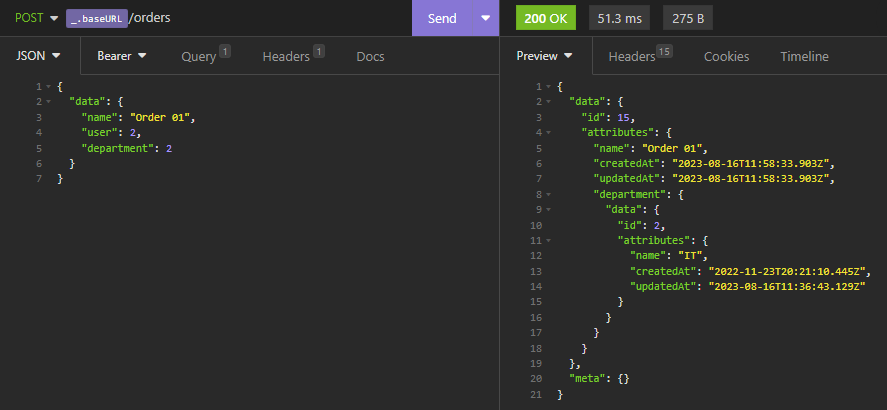 POST _.baseURL/orders Send 200 OK 51.3 ms 275 B
JSON Bearer Query 1 Headers 1 Docs Preview Headers 15 Cookies Timeline
1 {
2 "data": {
3 "name": "Order 01",
4 "user": 2,
5 "department": 2
6 }
7 }
1 {
2 "data": {
3 "id": 15,
4 "attributes": {
5 "name": "Order 01",
6 "createdAt": "2023-08-16T11:58:33.903Z",
7 "updatedAt": "2023-08-16T11:58:33.903Z",
8 "department": {
9 "data": {
10 "id": 2,
11 "attributes": {
12 "name": "IT",
13 "createdAt": "2022-11-23T20:21:10.445Z",
14 "updatedAt": "2023-08-16T11:36:43.129Z"
15 }
16 }
17 }
18 }
19 },
20 "meta": {}
21 }